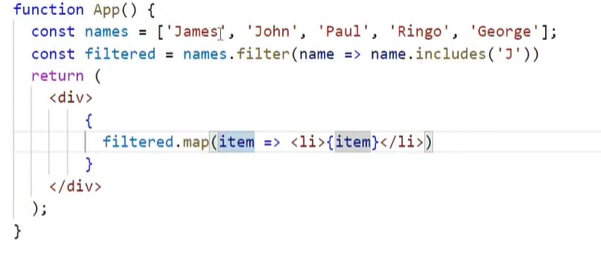 function App() {
const names = ['James', 'John', 'Paul', 'Ringo', 'George'];
const filtered = names.filter(name => name.includes('J'))
return (
<div>
{
filtered.map(item => <li>{item}</li>)
}
</div>
);
}